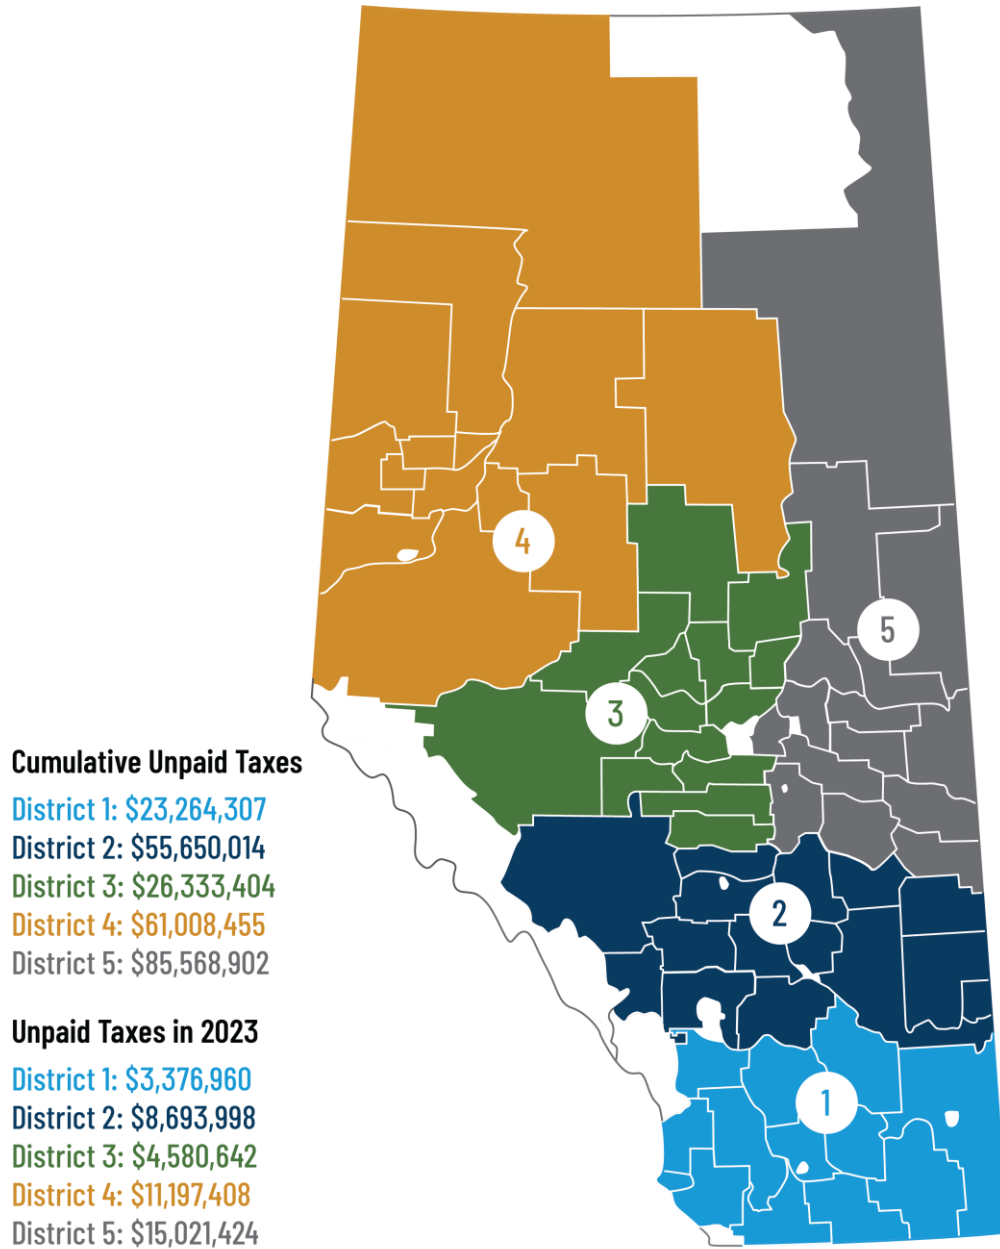 Cumulative Unpaid Taxes
District 1: $23,264,307
District 2: $55,650,014
District 3: $26,333,404
District 4: $61,008,455
District 5: $85,568,902
Unpaid Taxes in 2023
District 1: $3,376,960
District 2: $8,693,998
District 3: $4,580,642
District 4: $11,197,408
District 5: $15,021,424
4
5
3
2
1